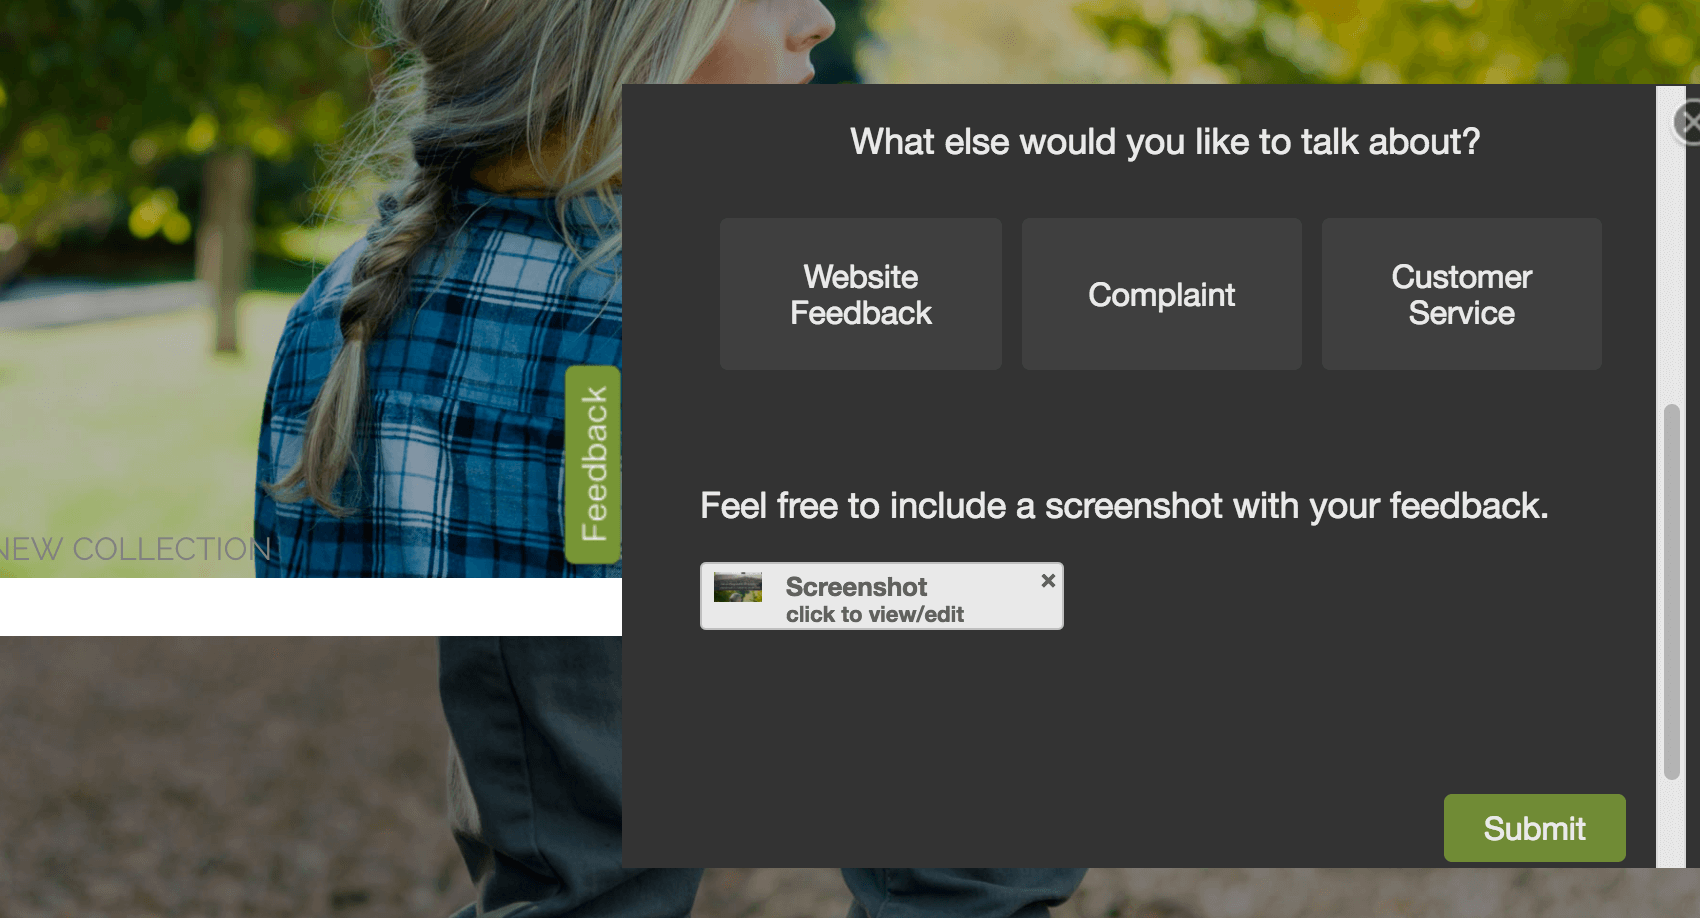 What else would you like to talk about?
Website
Feedback
Complaint
Customer
Service
Feedback
Feel free to include a screenshot with your feedback.
NEW COLLECTION
Screenshot
click to view/edit
Submit